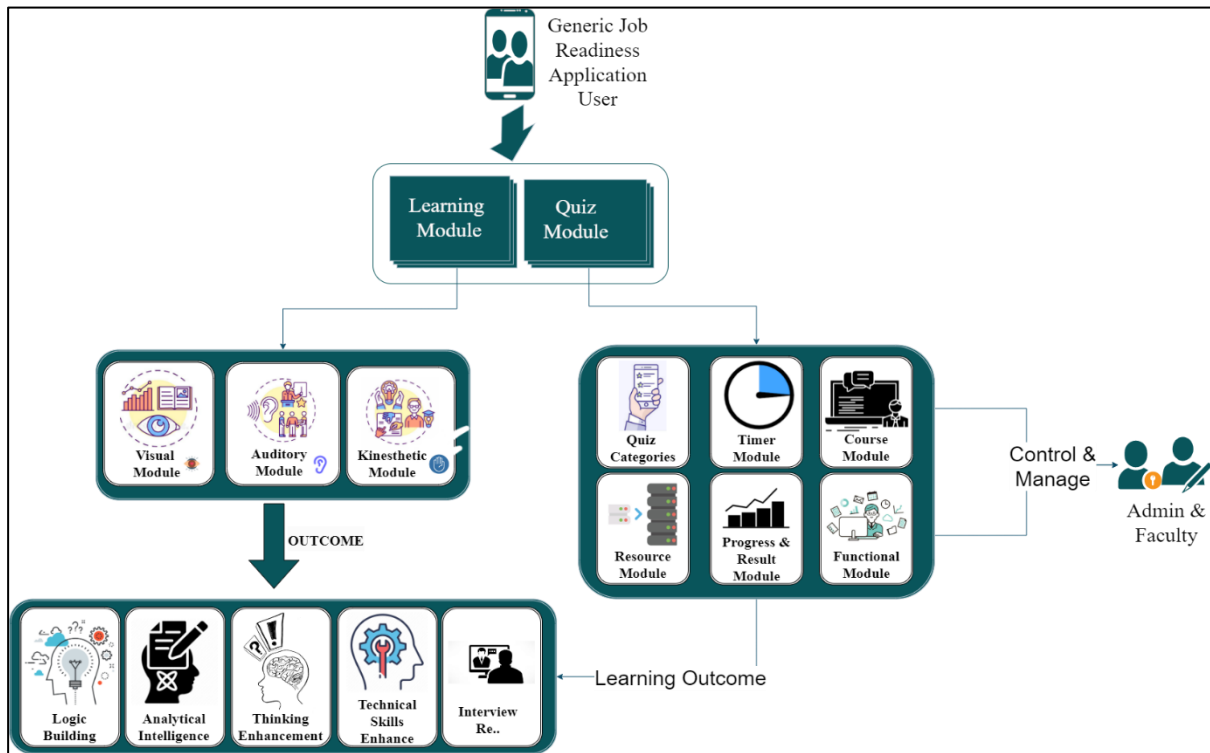 Generic Job
Readiness
Application
User
Learning
Module
Quiz
Module
Visual
Module
Auditory
Module
Kinesthetic
Module
Quiz
Categories
Timer
Module
Course
Module
Resource
Module
Progress &
Result
Module
Functional
Module
Control &
Manage
Admin &
Faculty
OUTCOME
Logic
Building
Analytical
Intelligence
Thinking
Enhancement
Technical
Skills
Enhance
Interview
Re..
Learning Outcome